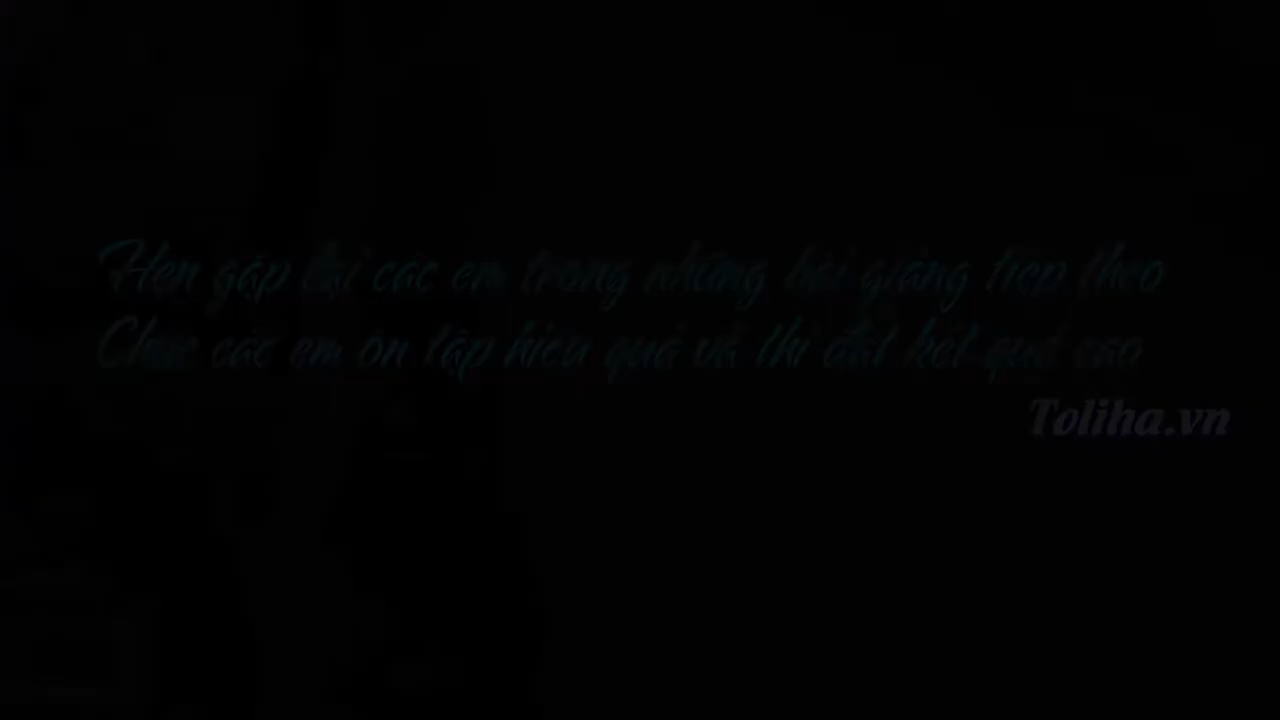 Hẹn gặp lại các em trong những bài giảng tiếp theo
Chúc các em ôn tập hiệu quả và thi đạt kết quả cao
Toliha.vn